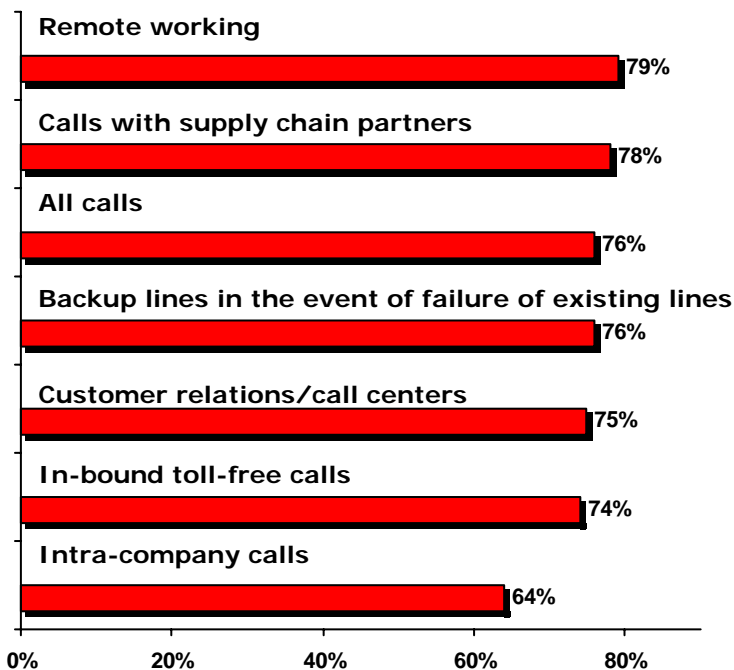 Remote working
79%
Calls with supply chain partners
78%
All calls
76%
Backup lines in the event of failure of existing lines
76%
Customer relations/call centers
75%
In-bound toll-free calls
74%
Intra-company calls
64%
0% 20% 40% 60% 80%